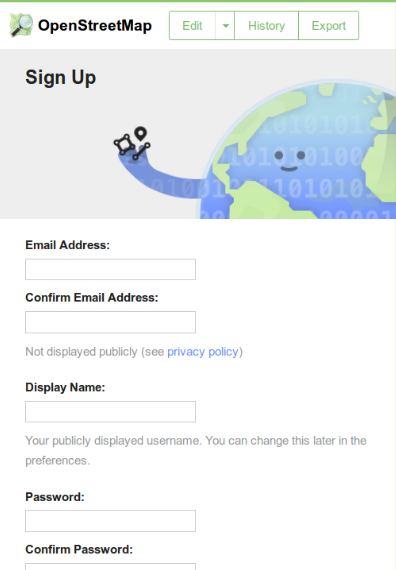 OpenStreetMap Edit History Export
Sign Up
Email Address:
Confirm Email Address:
Not displayed publicly (see privacy policy)
Display Name:
Your publicly displayed username. You can change this later in the
preferences.
Password:
Confirm Password: